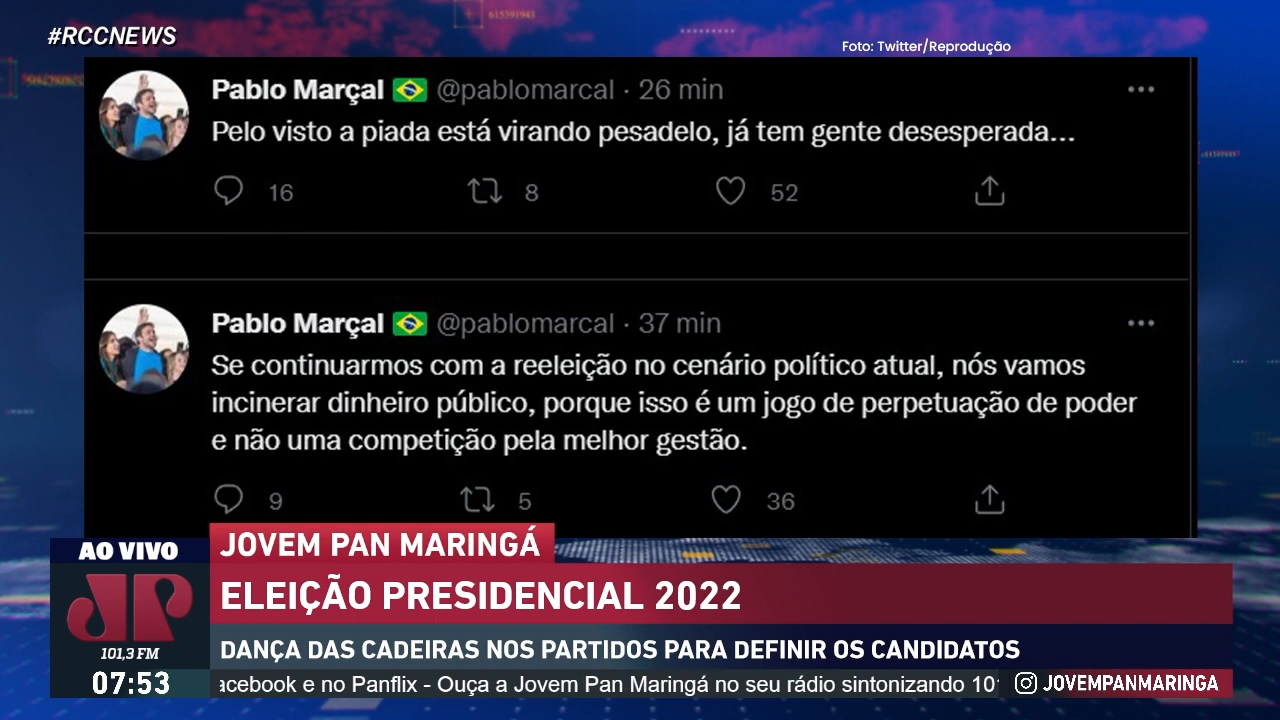 #RCCNEWS
615391943
Foto: Twitter/Reprodução
Pablo Marçal @pablomarcal · 26 min
Pelo visto a piada está virando pesadelo, já tem gente desesperada...
16 8 52
Pablo Marçal @pablomarcal · 37 min
Se continuarmos com a reeleição no cenário político atual, nós vamos
incinerar dinheiro público, porque isso é um jogo de perpetuação de poder
e não uma competição pela melhor gestão.
9 5 36
AO VIVO
JP
101,3 FM
07:53
JOVEM PAN MARINGÁ
ELEIÇÃO PRESIDENCIAL 2022
DANÇA DAS CADEIRAS NOS PARTIDOS PARA DEFINIR OS CANDIDATOS
acebook e no Panflix - Ouça a Jovem Pan Maringá no seu rádio sintonizando 10
JOVEMPANMARINGA